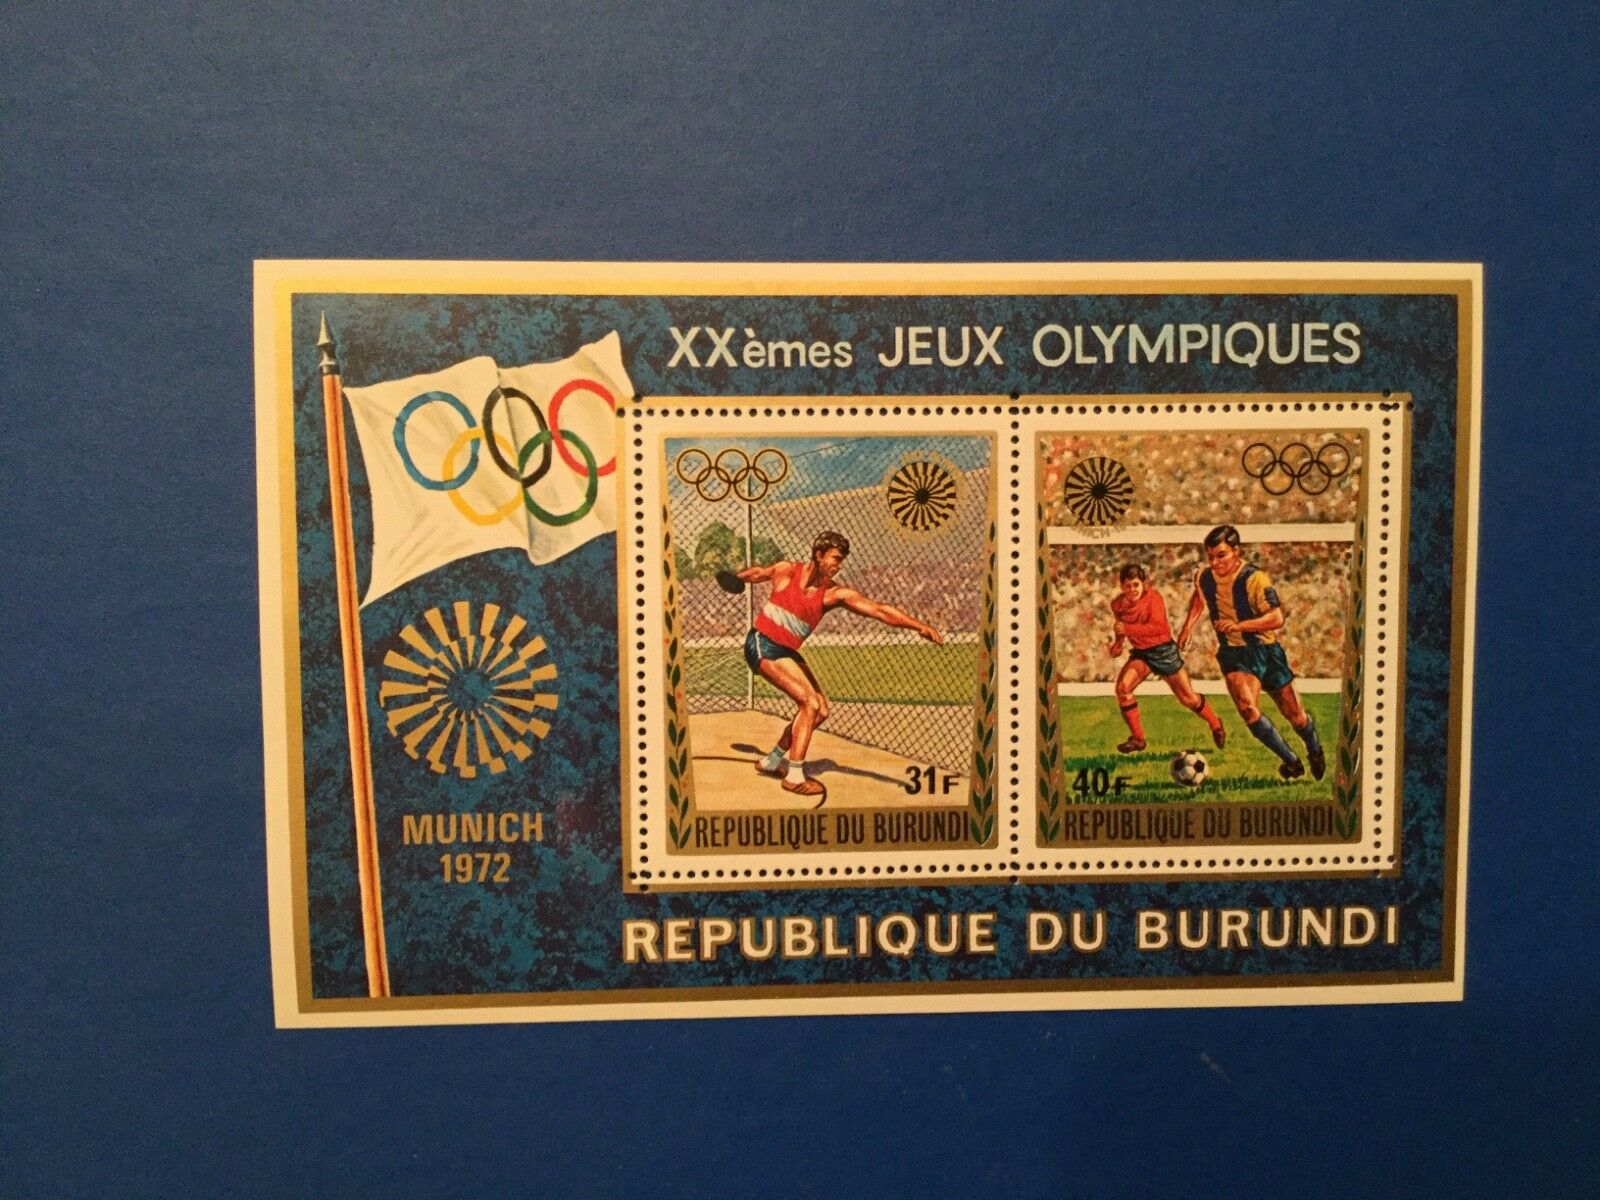 XXèmes JEUX OLYMPIQUES
MUNICH
1972
31F
REPUBLIQUE DU BURUNDI
40F
REPUBLIQUE DU BURUNDI
REPUBLIQUE DU BURUNDI